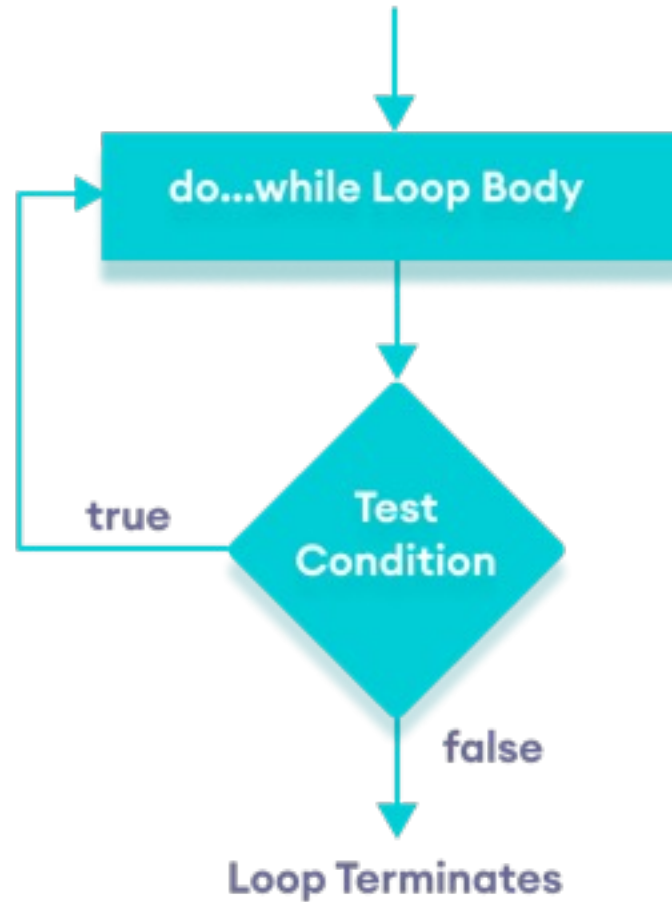 do...while Loop Body
true
Test
Condition
false
Loop Terminates